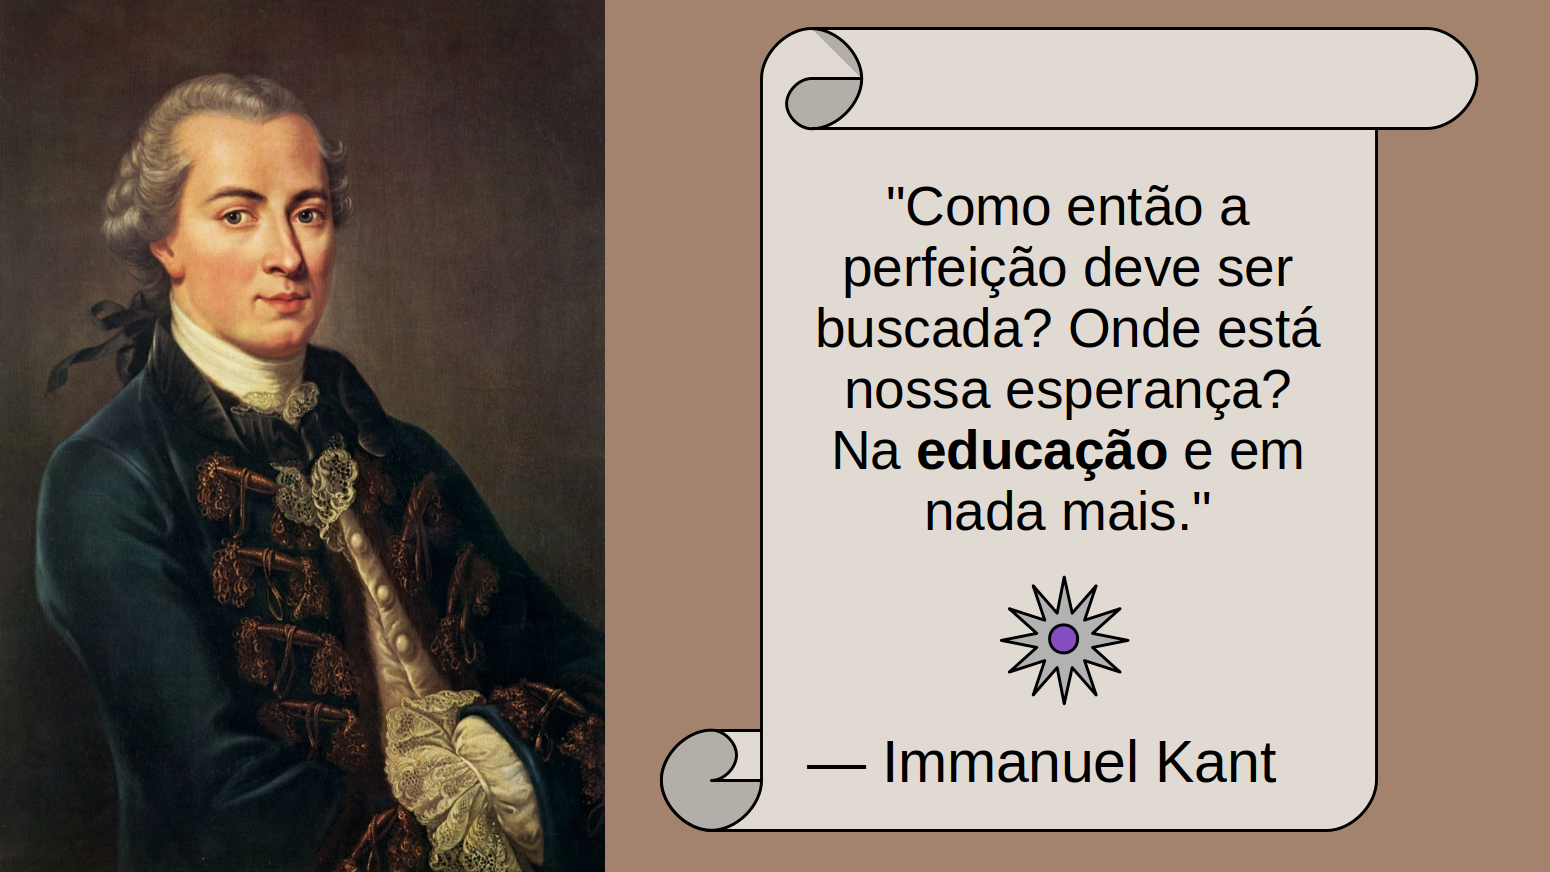 "Como então a
perfeição deve ser
buscada? Onde está
nossa esperança?
Na educação e em
nada mais."
— Immanuel Kant